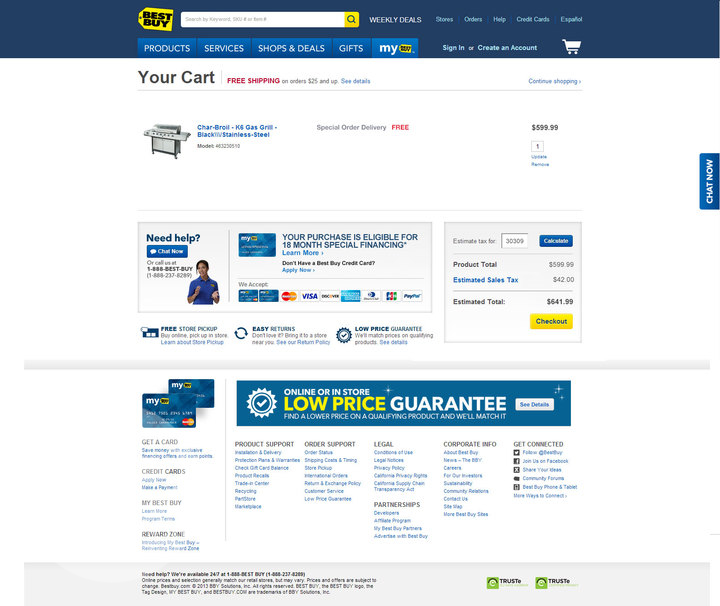 BEST BUY
Search by Keyword, SKU # or Item #
WEEKLY DEALS
Stores Orders Help Credit Cards Español
PRODUCTS SERVICES SHOPS & DEALS GIFTS my BEST BUY
Sign In or Create an Account
Your Cart
FREE SHIPPING on orders $25 and up. See details
Continue shopping ›
Char-Broil - K6 Gas Grill -
Black\\\\/Stainless-Steel
Model: 463230510
Special Order Delivery FREE
$599.99
1
Update
Remove
CHAT NOW
Need help?
Chat Now
Or call us at
1-888-BEST-BUY
(1-888-237-8289)
my
YOUR PURCHASE IS ELIGIBLE FOR
18 MONTH SPECIAL FINANCING*
Learn More ›
Don't Have a Best Buy Credit Card?
Apply Now ›
We Accept:
VISA DISCOVER JCB PayPal
Estimate tax for: 30309 Calculate
Product Total $599.99
Estimated Sales Tax $42.00
Estimated Total: $641.99
Checkout
FREE STORE PICKUP
Buy online, pick up in store.
Learn about Store Pickup
EASY RETURNS
Don't love it? Bring it to a store
near you. See our Return Policy
LOW PRICE GUARANTEE
We'll match prices on qualifying
products. See details
my
my
ONLINE OR IN STORE
LOW PRICE GUARANTEE
FIND A LOWER PRICE ON A QUALIFYING PRODUCT AND WE'LL MATCH IT
See Details
GET A CARD
Save money with exclusive
financing offers and earn points
CREDIT CARDS
Apply Now
Make a Payment
MY BEST BUY
Learn More
Program Terms
REWARD ZONE
Introducing My Best Buy –
Reinventing Reward Zone
PRODUCT SUPPORT
Installation & Delivery
Protection Plans & Warranties
Check Gift Card Balance
Product Recalls
Trade-in Center
Recycling
PartStore
Marketplace
ORDER SUPPORT
Order Status
Shipping Costs & Timing
Store Pickup
International Orders
Return & Exchange Policy
Customer Service
Low Price Guarantee
LEGAL
Conditions of Use
Legal Notices
Privacy Policy
California Privacy Rights
California Supply Chain
Transparency Act
PARTNERSHIPS
Developers
Affiliate Program
My Best Buy Partners
Advertise with Best Buy
CORPORATE INFO
About Best Buy
News – The BBY
Careers
For Our Investors
Sustainability
Community Relations
Contact Us
Site Map
More Best Buy Sites
GET CONNECTED
Follow @BestBuy
Join Us on Facebook
Share Your Ideas
Community Forums
Best Buy Phone & Tablet
More Ways to Connect ›
Need help? We're available 24/7 at 1-888-BEST BUY (1-888-237-8289)
Online prices and selection generally match our retail stores, but may vary. Prices and offers are subject to
change. Bestbuy.com © 2013 BBY Solutions, Inc. All rights reserved. BEST BUY, the BEST BUY logo, the
Tag Design, MY BEST BUY, and BESTBUY.COM are trademarks of BBY Solutions, Inc.
TRUSTe
TRUSTe